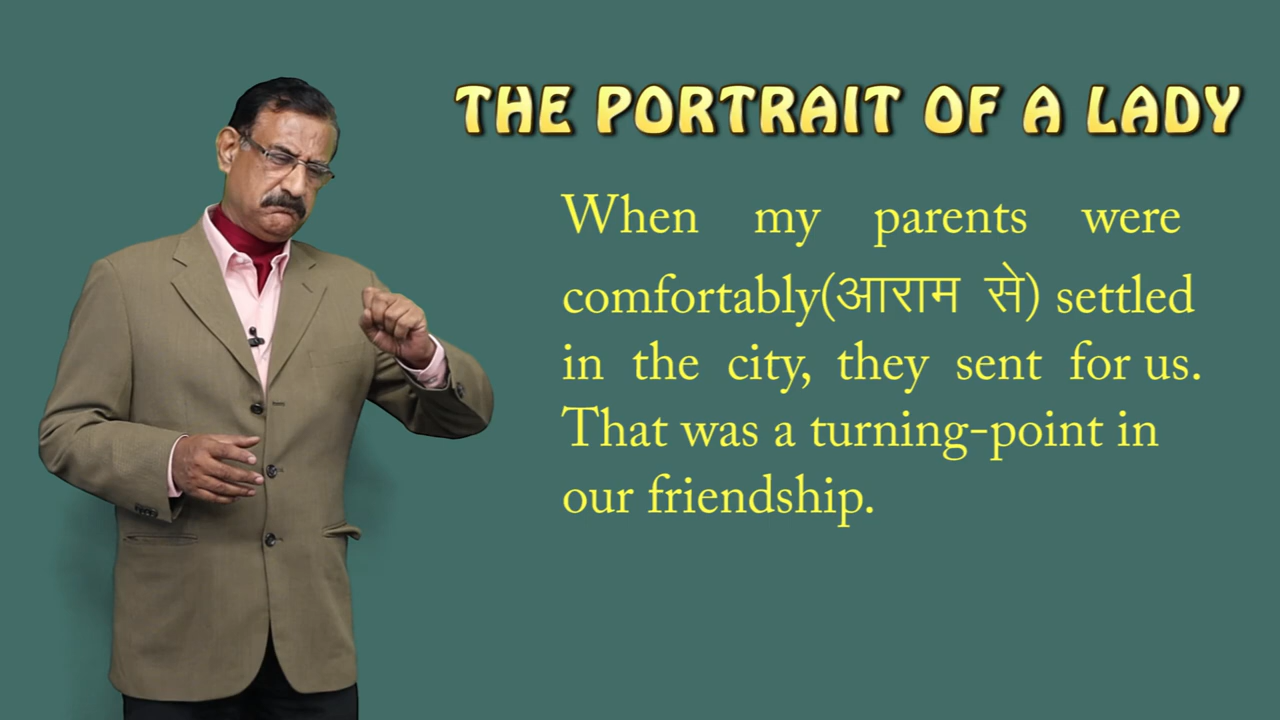 THE PORTRAIT OF A LADY
When my parents were
comfortably(आराम से) settled
in the city, they sent for us.
That was a turning-point in
our friendship.